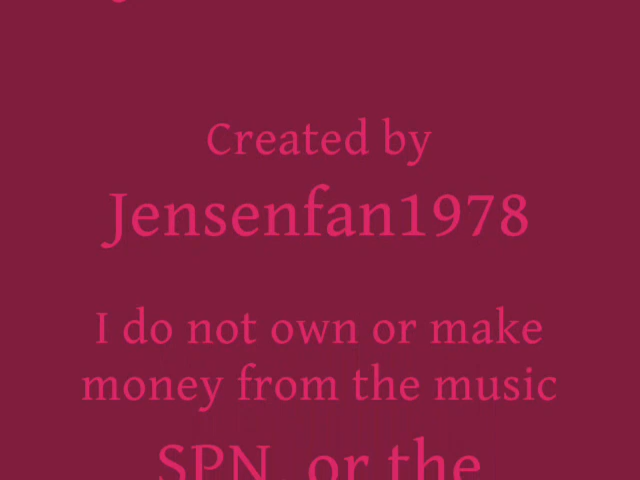 Created by
Jensenfan1978
I do not own or make
money from the music
SPN, or the